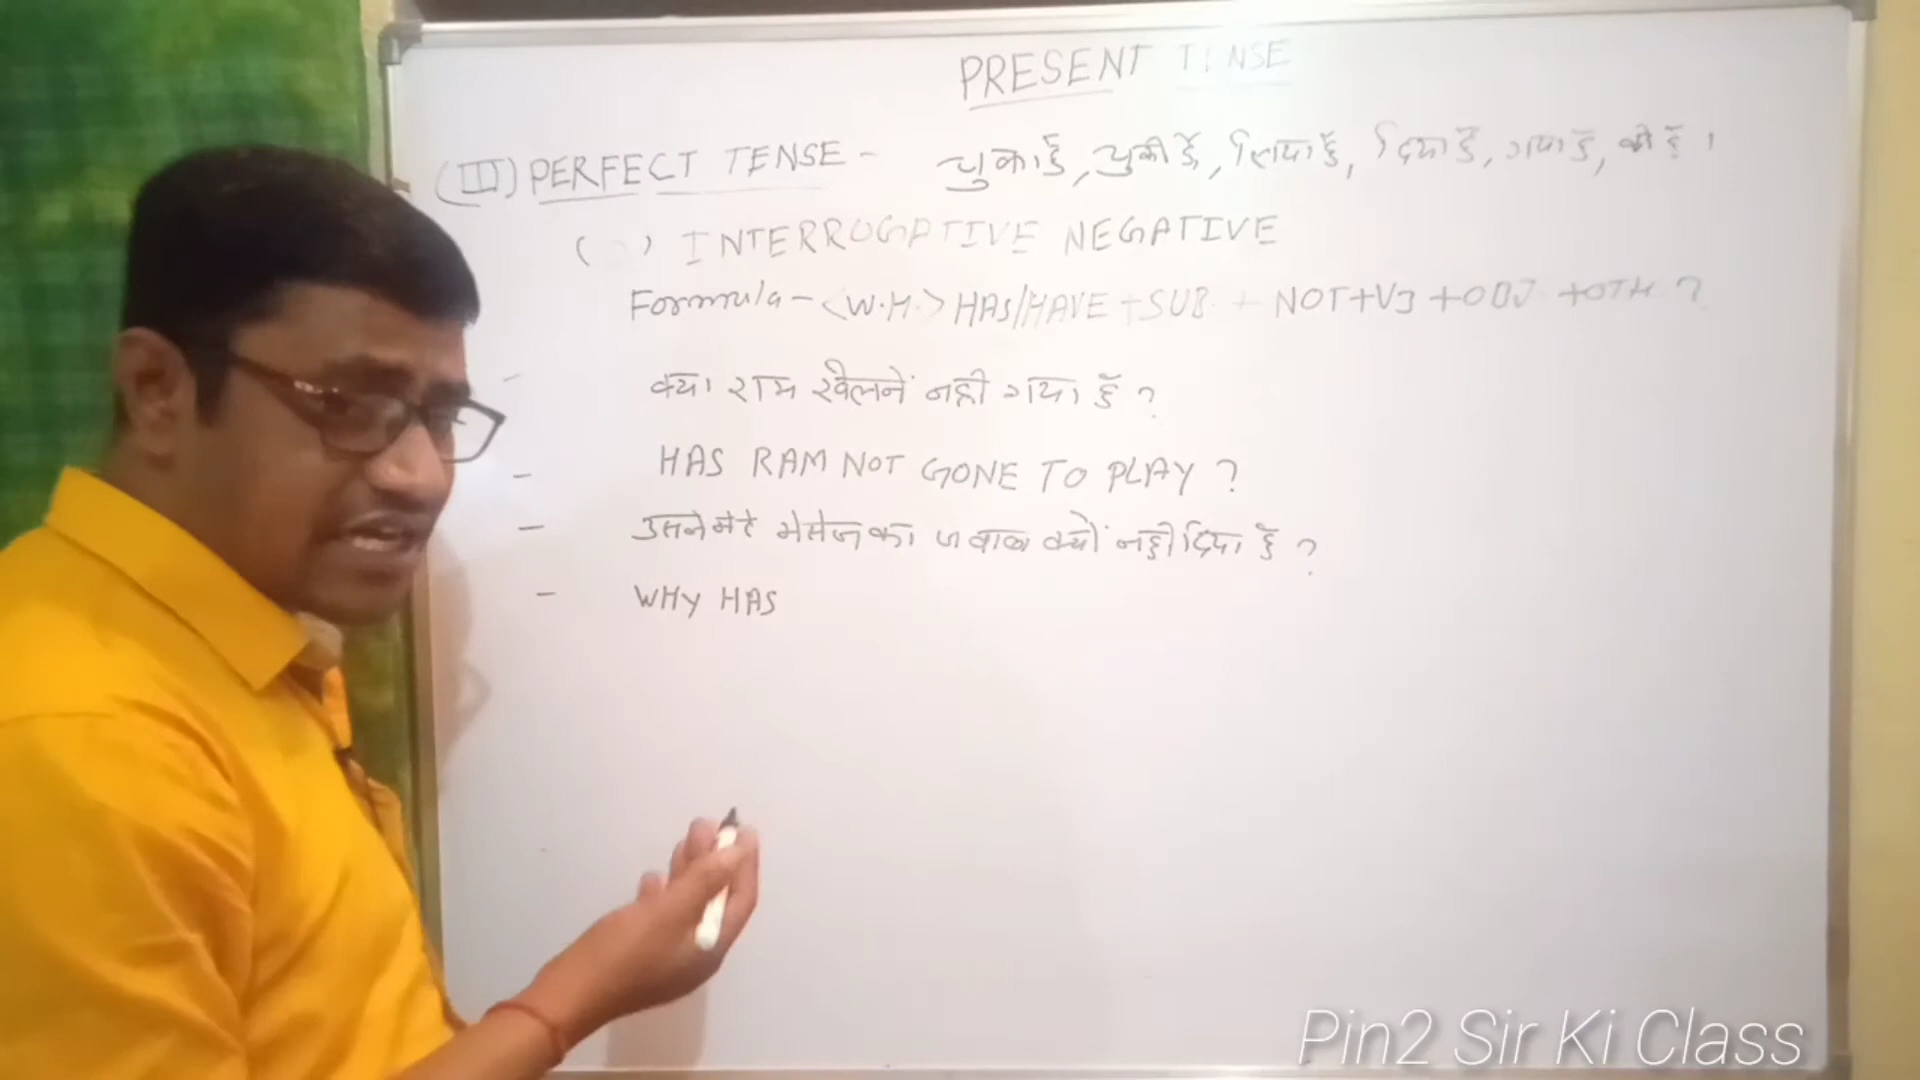 PRESENT TENSE
(III) PERFECT TENSE - चुका है, चुकी है, लिया है, दिया है, गया है, की है।
( ) INTERROGATIVE NEGATIVE
Formula - <W.H.> HAS/HAVE + SUB. + NOT + V3 + OBJ. + OTH ?
- क्या राम खेलनें नही गया है ?
- HAS RAM NOT GONE TO PLAY ?
- उसने मेरे मेसेज का जवाब क्यों नही दिया है ?
- WHY HAS
Pin2 Sir Ki Class